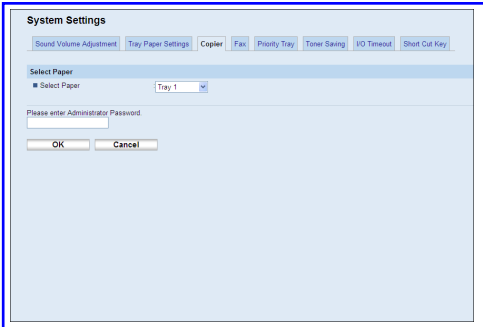 System Settings
Sound Volume Adjustment Tray Paper Settings Copier Fax Priority Tray Toner Saving I/O Timeout Short Cut Key
Select Paper
Select Paper : Tray 1
Please enter Administrator Password.
OK Cancel